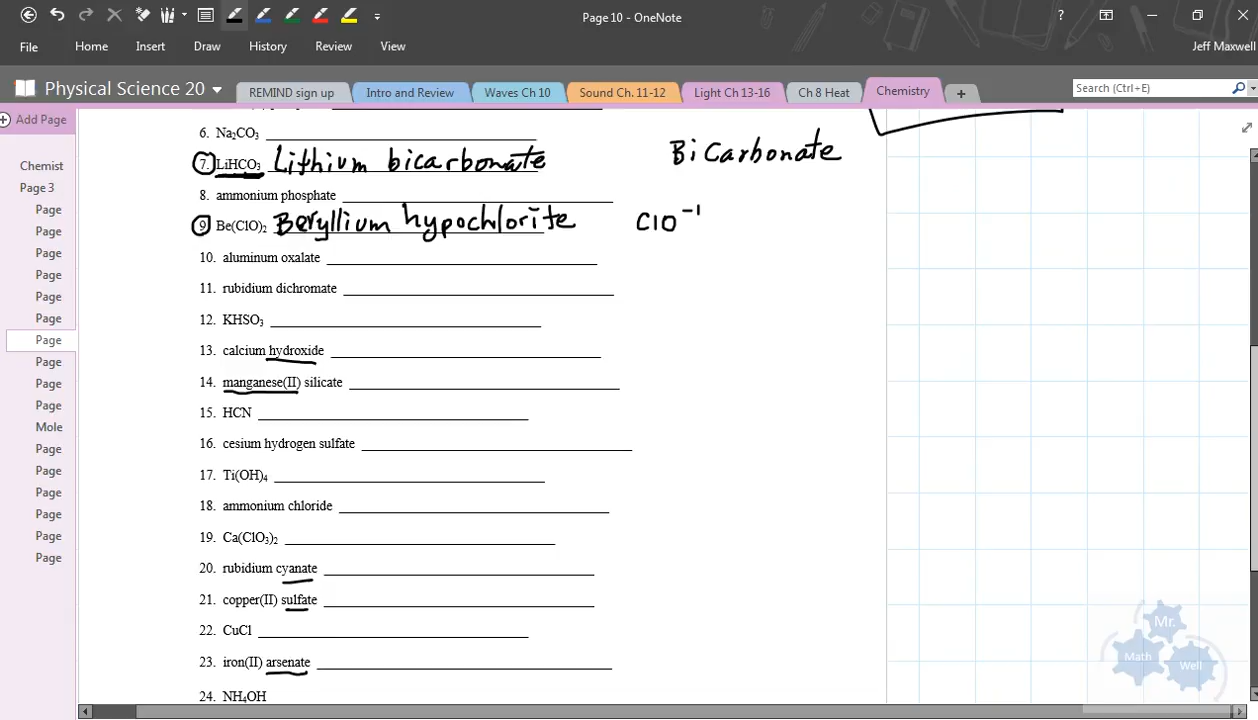 Page 10 - OneNote
?
File Home Insert Draw History Review View
Jeff Maxwell
Physical Science 20
REMIND sign up
Intro and Review
Waves Ch 10
Sound Ch. 11-12
Light Ch 13-16
Ch 8 Heat
Chemistry
+
Search (Ctrl+E)
Add Page
Chemist
Page 3
Page
Page
Page
Page
Page
Page
Page
Page
Page
Page
Mole
Page
Page
Page
Page
Page
Page
6. Na₂CO₃
7. LiHCO₃ Lithium bicarbonate
BiCarbonate
8. ammonium phosphate
9. Be(ClO)₂ Beryllium hypochlorite
ClO⁻¹
10. aluminum oxalate
11. rubidium dichromate
12. KHSO₃
13. calcium hydroxide
14. manganese(II) silicate
15. HCN
16. cesium hydrogen sulfate
17. Ti(OH)₄
18. ammonium chloride
19. Ca(ClO₃)₂
20. rubidium cyanate
21. copper(II) sulfate
22. CuCl
23. iron(II) arsenate
24. NH₄OH
Mr.
Math
Well